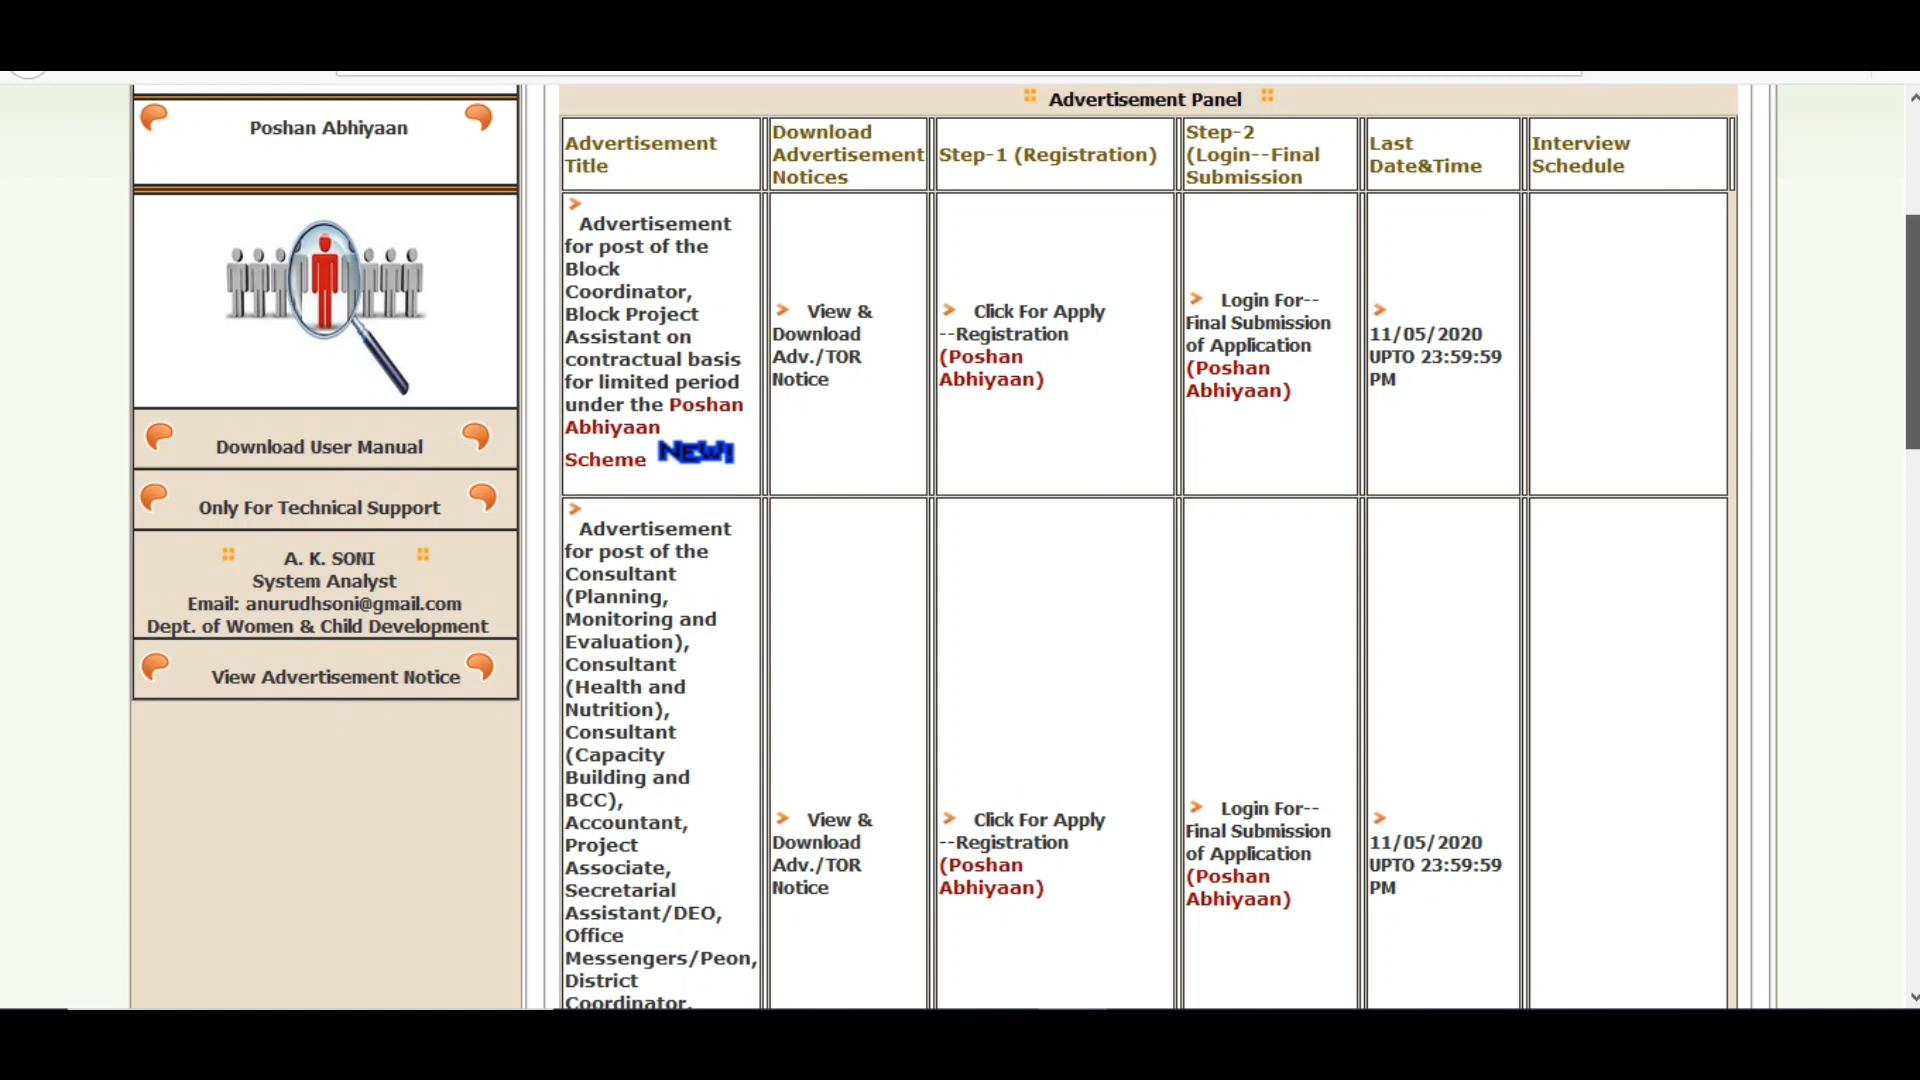 Poshan Abhiyaan
Download User Manual
Only For Technical Support
A. K. SONI
System Analyst
Email: anurudhsoni@gmail.com
Dept. of Women & Child Development
View Advertisement Notice
Advertisement Panel
Advertisement
Title
Download
Advertisement
Notices
Step-1 (Registration)
Step-2
(Login--Final
Submission
Last
Date&Time
Interview
Schedule
Advertisement
for post of the
Block
Coordinator,
Block Project
Assistant on
contractual basis
for limited period
under the Poshan
Abhiyaan
Scheme NEW!
View &
Download
Adv./TOR
Notice
Click For Apply
--Registration
(Poshan
Abhiyaan)
Login For--
Final Submission
of Application
(Poshan
Abhiyaan)
11/05/2020
UPTO 23:59:59
PM
Advertisement
for post of the
Consultant
(Planning,
Monitoring and
Evaluation),
Consultant
(Health and
Nutrition),
Consultant
(Capacity
Building and
BCC),
Accountant,
Project
Associate,
Secretarial
Assistant/DEO,
Office
Messengers/Peon,
District
Coordinator,
View &
Download
Adv./TOR
Notice
Click For Apply
--Registration
(Poshan
Abhiyaan)
Login For--
Final Submission
of Application
(Poshan
Abhiyaan)
11/05/2020
UPTO 23:59:59
PM